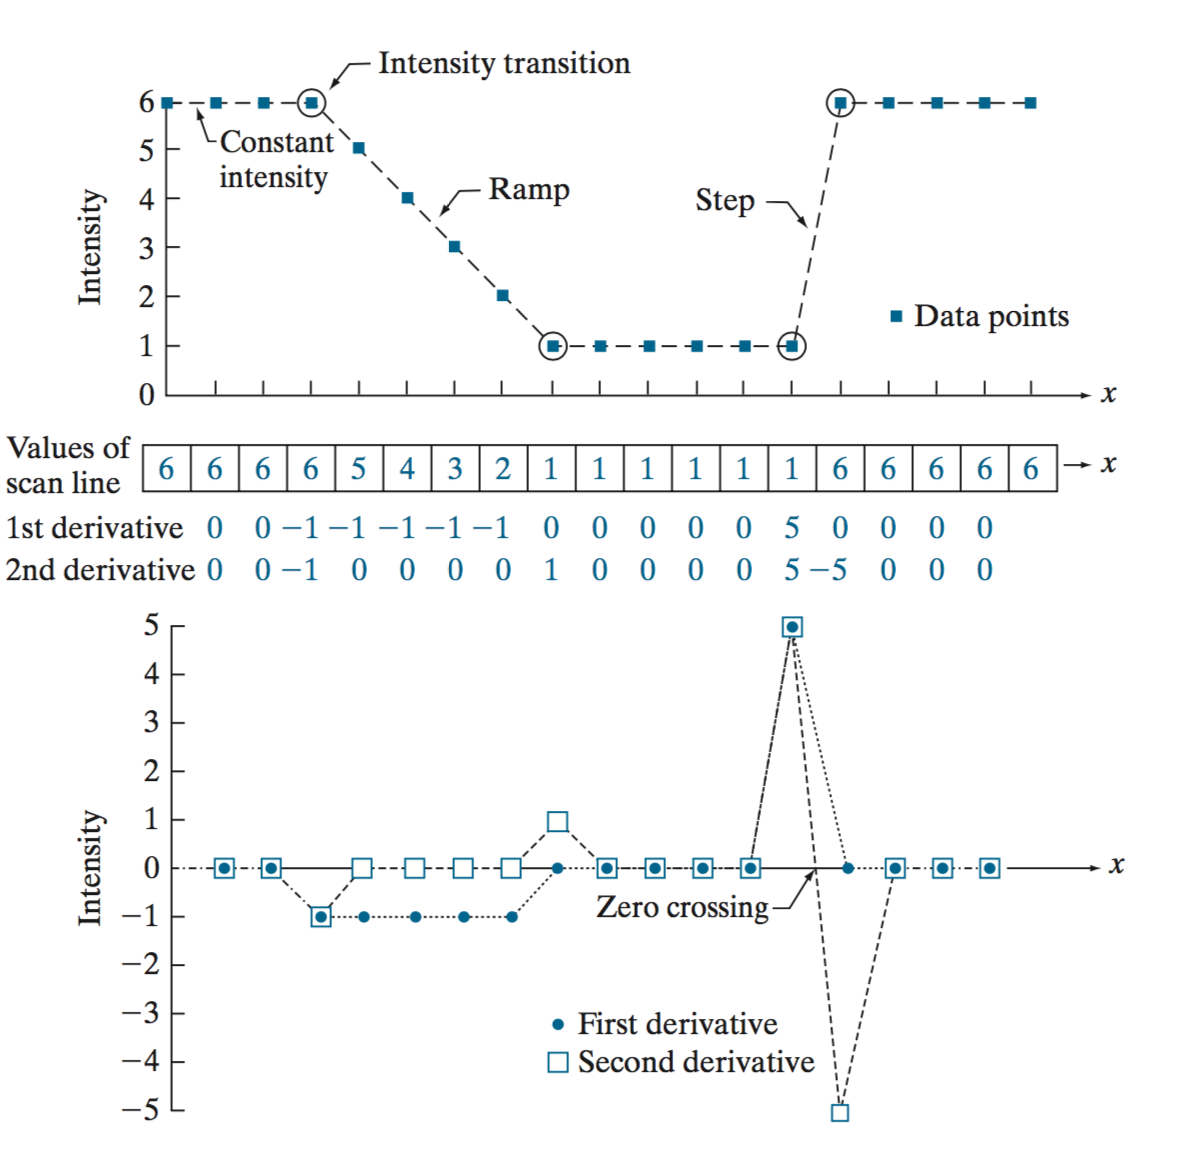 Intensity transition
6
Constant
intensity
5
Ramp
4
Step
3
Intensity
2
Data points
1
0
x
Values of
scan line
6 6 6 6 5 4 3 2 1 1 1 1 1 1 6 6 6 6 6 x
1st derivative 0 0 −1 −1 −1 −1 −1 0 0 0 0 0 5 0 0 0 0
2nd derivative 0 0 −1 0 0 0 0 1 0 0 0 0 5 −5 0 0 0
5
4
3
2
1
0
x
Intensity
Zero crossing
−1
−2
−3
First derivative
−4
Second derivative
−5